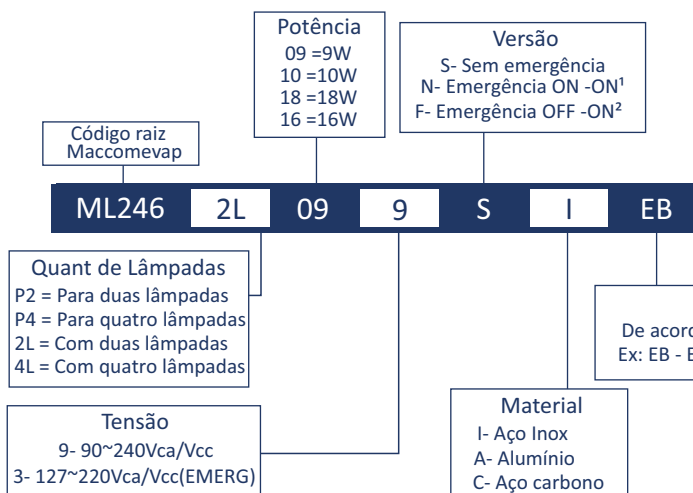 Potência
09 =9W
10 =10W
18 =18W
16 =16W
Versão
S- Sem emergência
N- Emergência ON -ON¹
F- Emergência OFF -ON²
Código raiz
Maccomevap
ML246 2L 09 9 S I EB
Quant de Lâmpadas
P2 = Para duas lâmpadas
P4 = Para quatro lâmpadas
2L = Com duas lâmpadas
4L = Com quatro lâmpadas
De acord
Ex: EB - E
Tensão
9- 90~240Vca/Vcc
3- 127~220Vca/Vcc(EMERG)
Material
I- Aço Inox
A- Alumínio
C- Aço carbono